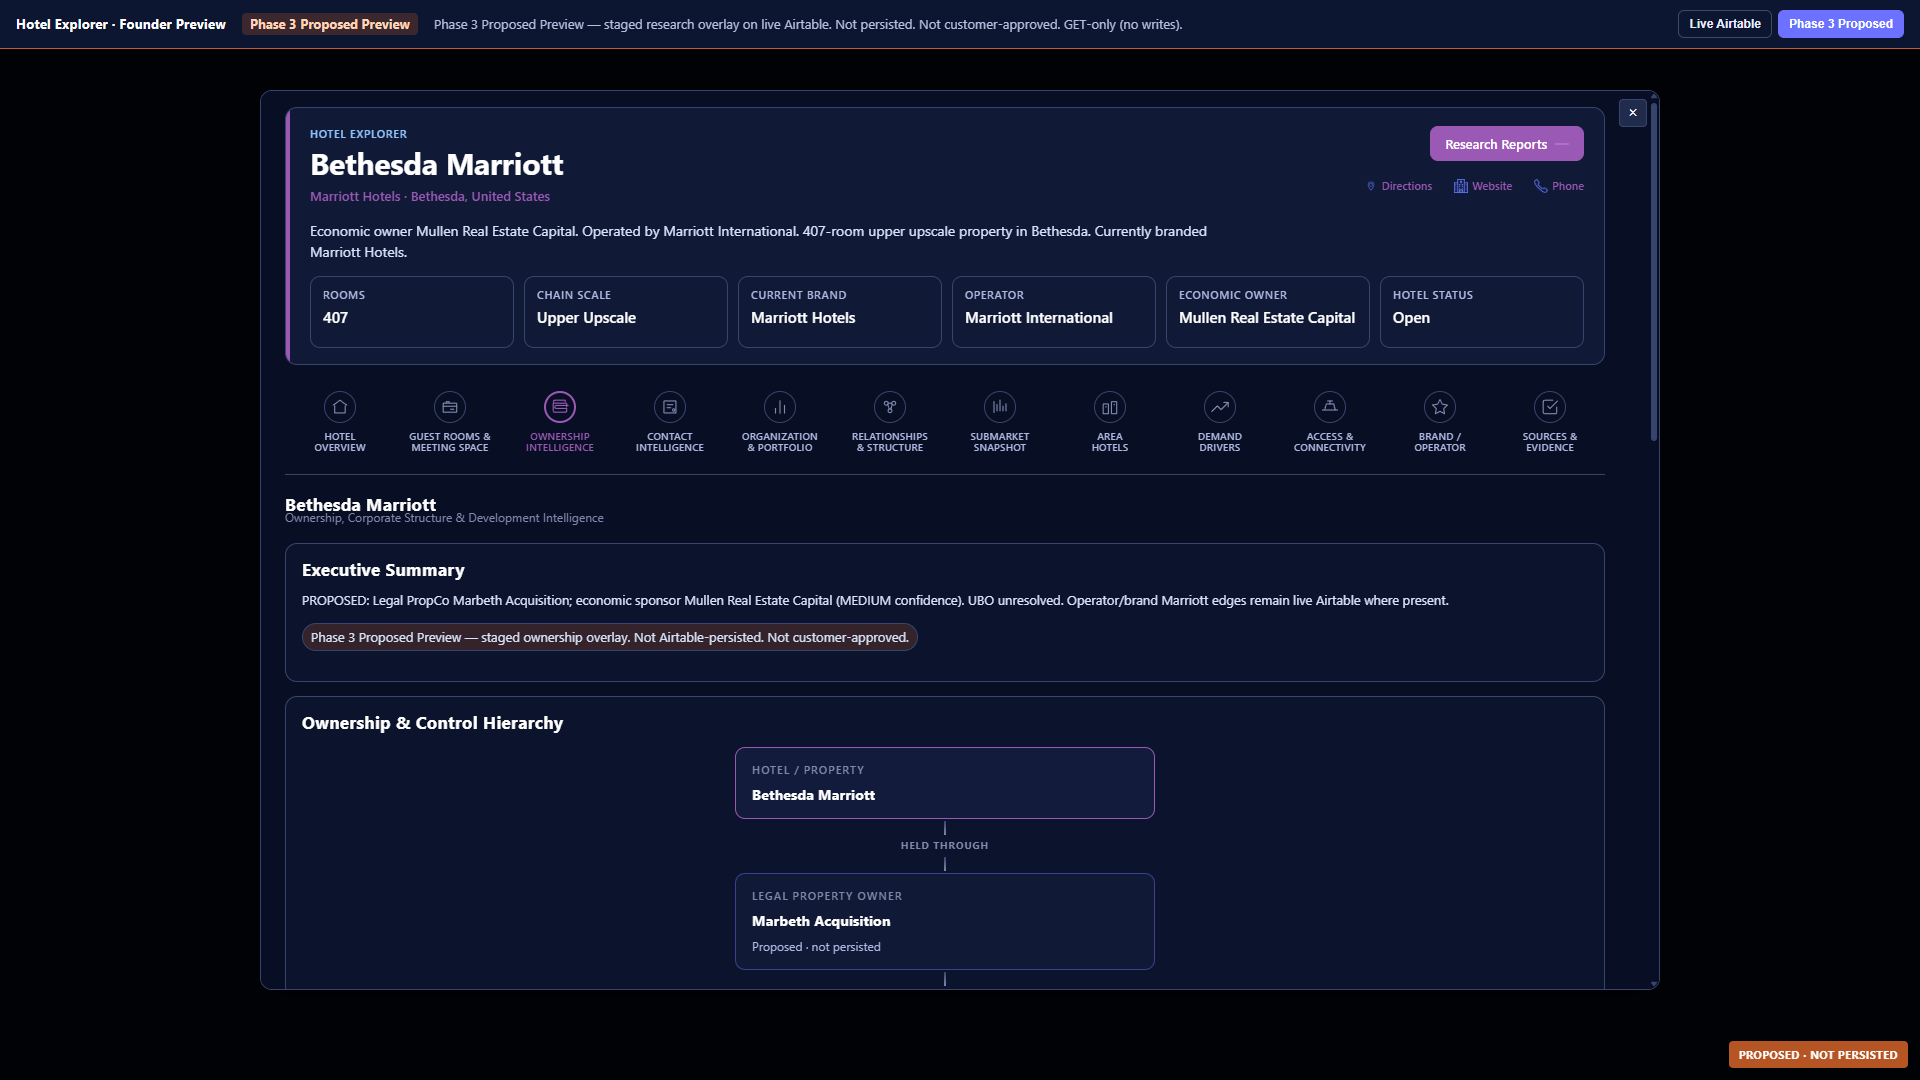 Hotel Explorer · Founder Preview
Phase 3 Proposed Preview
Phase 3 Proposed Preview — staged research overlay on live Airtable. Not persisted. Not customer-approved. GET-only (no writes).
Live Airtable
Phase 3 Proposed
×
HOTEL EXPLORER
Bethesda Marriott
Marriott Hotels · Bethesda, United States
Research Reports —
Directions
Website
Phone
Economic owner Mullen Real Estate Capital. Operated by Marriott International. 407-room upper upscale property in Bethesda. Currently branded
Marriott Hotels.
ROOMS
407
CHAIN SCALE
Upper Upscale
CURRENT BRAND
Marriott Hotels
OPERATOR
Marriott International
ECONOMIC OWNER
Mullen Real Estate Capital
HOTEL STATUS
Open
HOTEL
OVERVIEW
GUEST ROOMS &
MEETING SPACE
OWNERSHIP
INTELLIGENCE
CONTACT
INTELLIGENCE
ORGANIZATION
& PORTFOLIO
RELATIONSHIPS
& STRUCTURE
SUBMARKET
SNAPSHOT
AREA
HOTELS
DEMAND
DRIVERS
ACCESS &
CONNECTIVITY
BRAND /
OPERATOR
SOURCES &
EVIDENCE
Bethesda Marriott
Ownership, Corporate Structure & Development Intelligence
Executive Summary
PROPOSED: Legal PropCo Marbeth Acquisition; economic sponsor Mullen Real Estate Capital (MEDIUM confidence). UBO unresolved. Operator/brand Marriott edges remain live Airtable where present.
Phase 3 Proposed Preview — staged ownership overlay. Not Airtable-persisted. Not customer-approved.
Ownership & Control Hierarchy
HOTEL / PROPERTY
Bethesda Marriott
HELD THROUGH
LEGAL PROPERTY OWNER
Marbeth Acquisition
Proposed · not persisted
PROPOSED · NOT PERSISTED